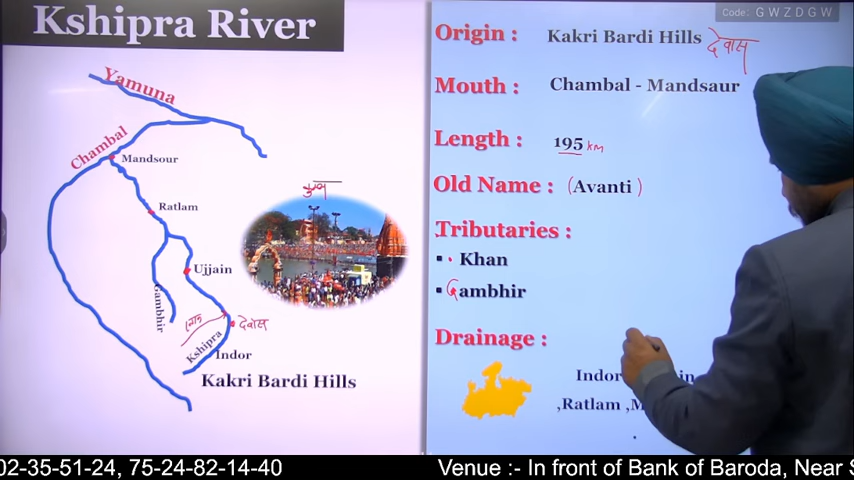 Code: G W Z D G W
Kshipra River
Yamuna
Chambal
Mandsour
Ratlam
Ujjain
Gambhir
देवास
Kshipra
Indor
Kakri Bardi Hills
Origin : Kakri Bardi Hills देवास
Mouth : Chambal - Mandsaur
Length : 195 km
Old Name : (Avanti)
Tributaries :
▪ Khan
▪ Gambhir
Drainage :
Indor
,Ratlam ,M
02-35-51-24, 75-24-82-14-40
Venue :- In front of Bank of Baroda, Near S